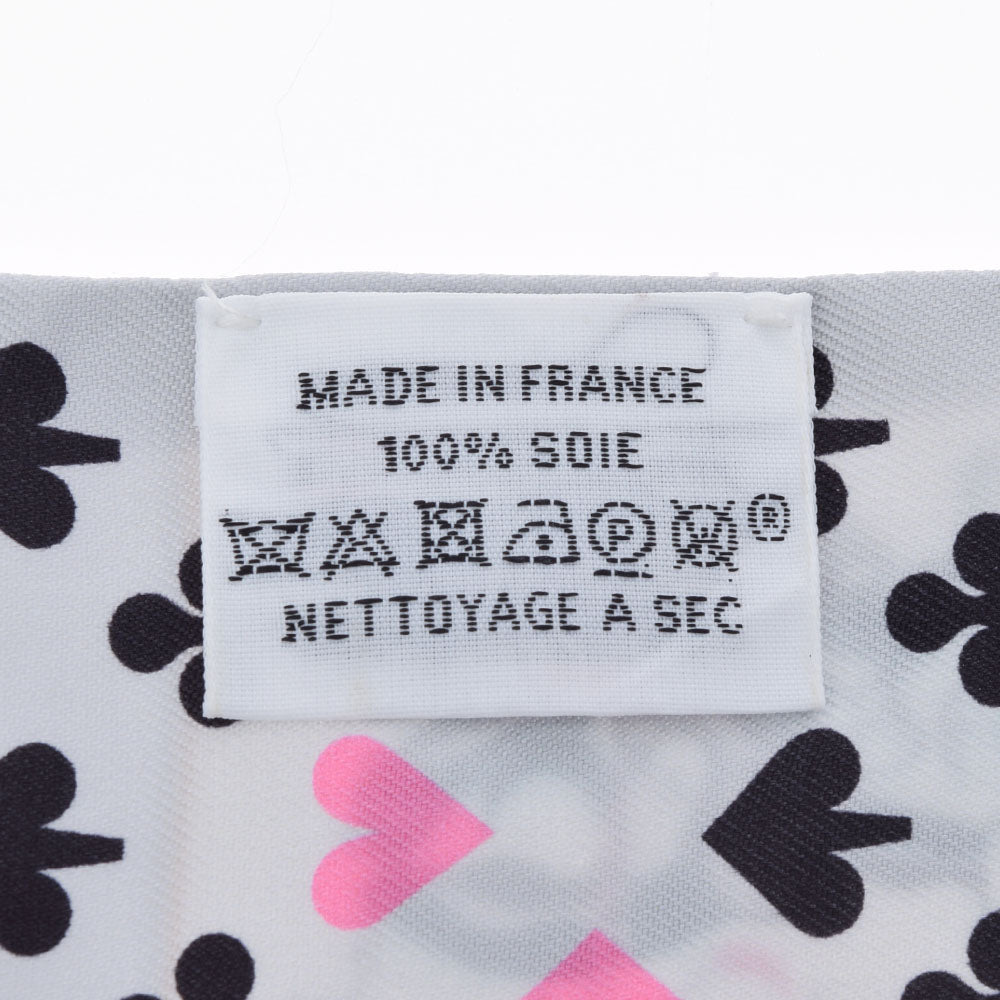 MADE IN FRANCE
100% SOIE
P ®
NETTOYAGE A SEC